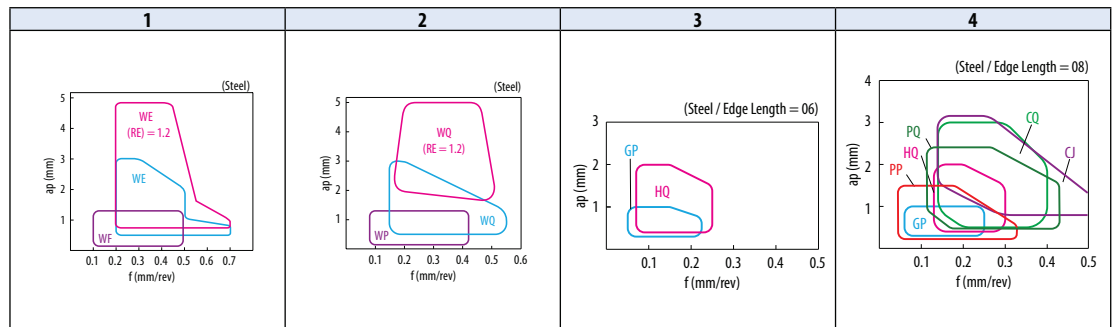 1
2
3
4
(Steel)
ap (mm)
5
4
3
2
1
WE
(RE) = 1.2
WE
WF
0.1 0.2 0.3 0.4 0.5 0.6 0.7
f (mm/rev)
(Steel)
ap (mm)
5
4
3
2
1
WQ
(RE = 1.2)
WQ
WP
0.1 0.2 0.3 0.4 0.5 0.6
f (mm/rev)
(Steel / Edge Length = 06)
ap (mm)
3
2
1
GP
HQ
0.1 0.2 0.3 0.4 0.5
f (mm/rev)
(Steel / Edge Length = 08)
ap (mm)
4
3
2
1
CQ
PQ
HQ
CJ
PP
GP
0.1 0.2 0.3 0.4 0.5
f (mm/rev)